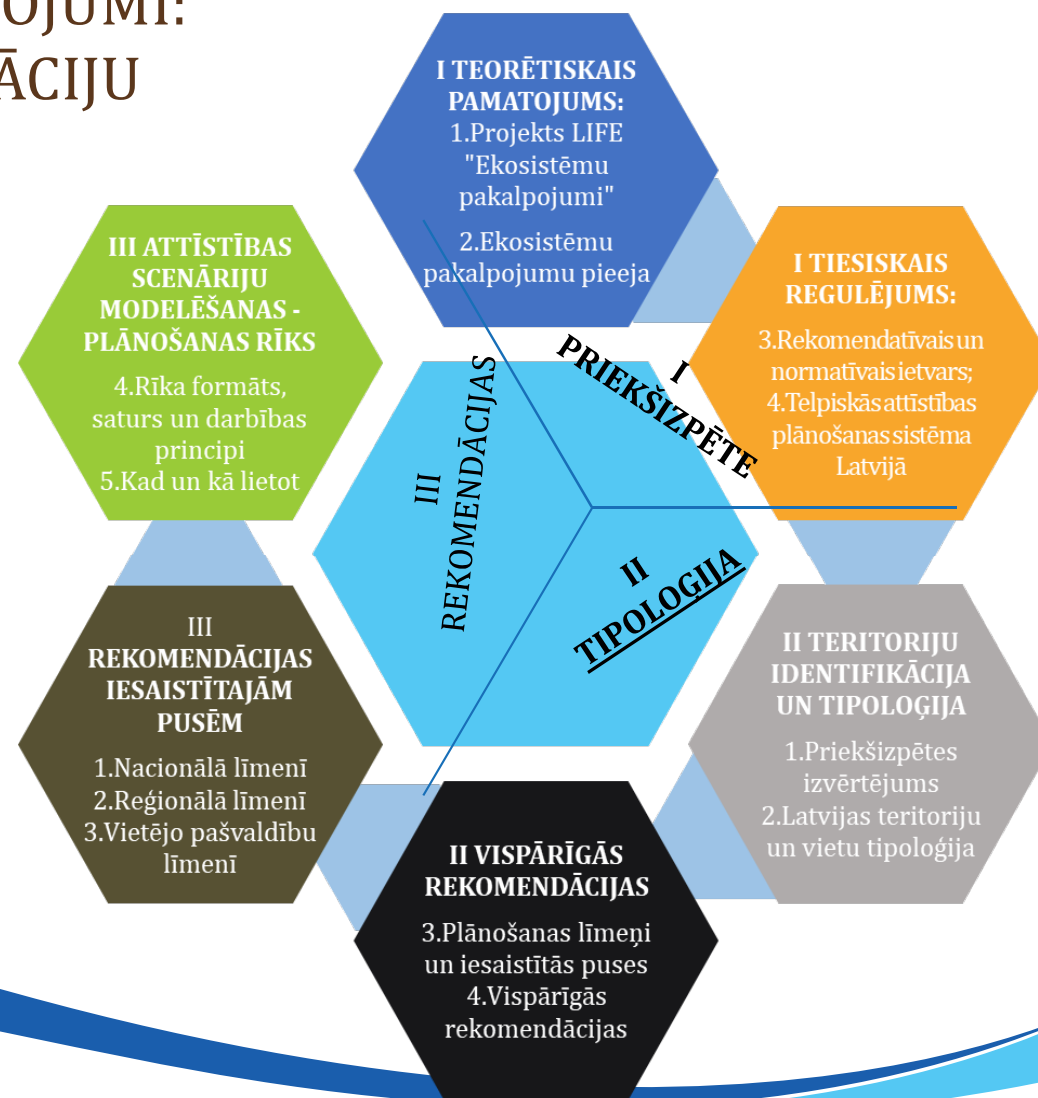 OJUMI:
ĀCIJU
I TEORĒTISKAIS
PAMATOJUMS:
1.Projekts LIFE
"Ekosistēmu
pakalpojumi"
2.Ekosistēmu
pakalpojumu pieeja
I TIESISKAIS
REGULĒJUMS:
3.Rekomendatīvais un
normatīvais ietvars;
4.Telpiskās attīstības
plānošanas sistēma
Latvijā
II TERITORIJU
IDENTIFIKĀCIJA
UN TIPOLOĢIJA
1.Priekšizpētes
izvērtējums
2.Latvijas teritoriju
un vietu tipoloģija
II VISPĀRĪGĀS
REKOMENDĀCIJAS
3.Plānošanas līmeņi
un iesaistītās puses
4.Vispārīgās
rekomendācijas
III
REKOMENDĀCIJAS
IESAISTĪTAJĀM
PUSĒM
1.Nacionālā līmenī
2.Reģionālā līmenī
3.Vietējo pašvaldību
līmenī
III ATTĪSTĪBAS
SCENĀRIJU
MODELĒŠANAS -
PLĀNOŠANAS RĪKS
4.Rīka formāts,
saturs un darbības
principi
5.Kad un kā lietot
I
PRIEKŠIZPĒTE
II
TIPOLOĢIJA
III
REKOMENDĀCIJAS